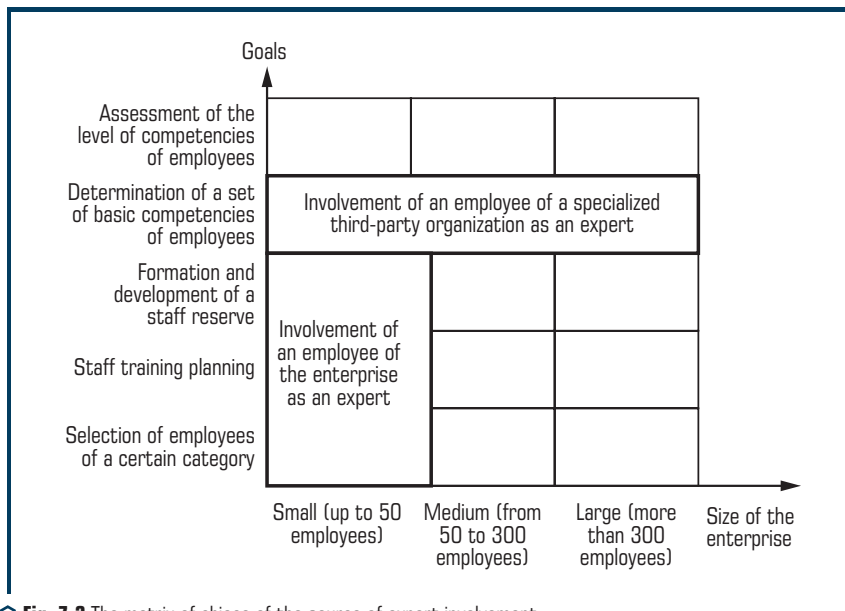 Goals
Assessment of the
level of competencies
of employees
Determination of a set
of basic competencies
of employees
Involvement of an employee of a specialized
third-party organization as an expert
Formation and
development of a
staff reserve
Staff training planning
Selection of employees
of a certain category
Involvement of
an employee of
the enterprise
as an expert
Small (up to 50
employees)
Medium (from
50 to 300
employees)
Large (more
than 300
employees)
Size of the
enterprise